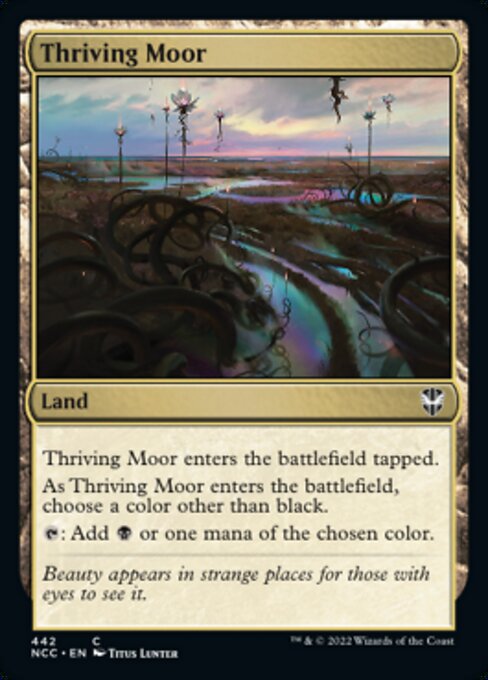 Thriving Moor
Land
Thriving Moor enters the battlefield tapped.
As Thriving Moor enters the battlefield,
choose a color other than black.
: Add or one mana of the chosen color.
Beauty appears in strange places for those with
eyes to see it.
442 C
NCC • EN Titus Lunter
™ & © 2022 Wizards of the Coast